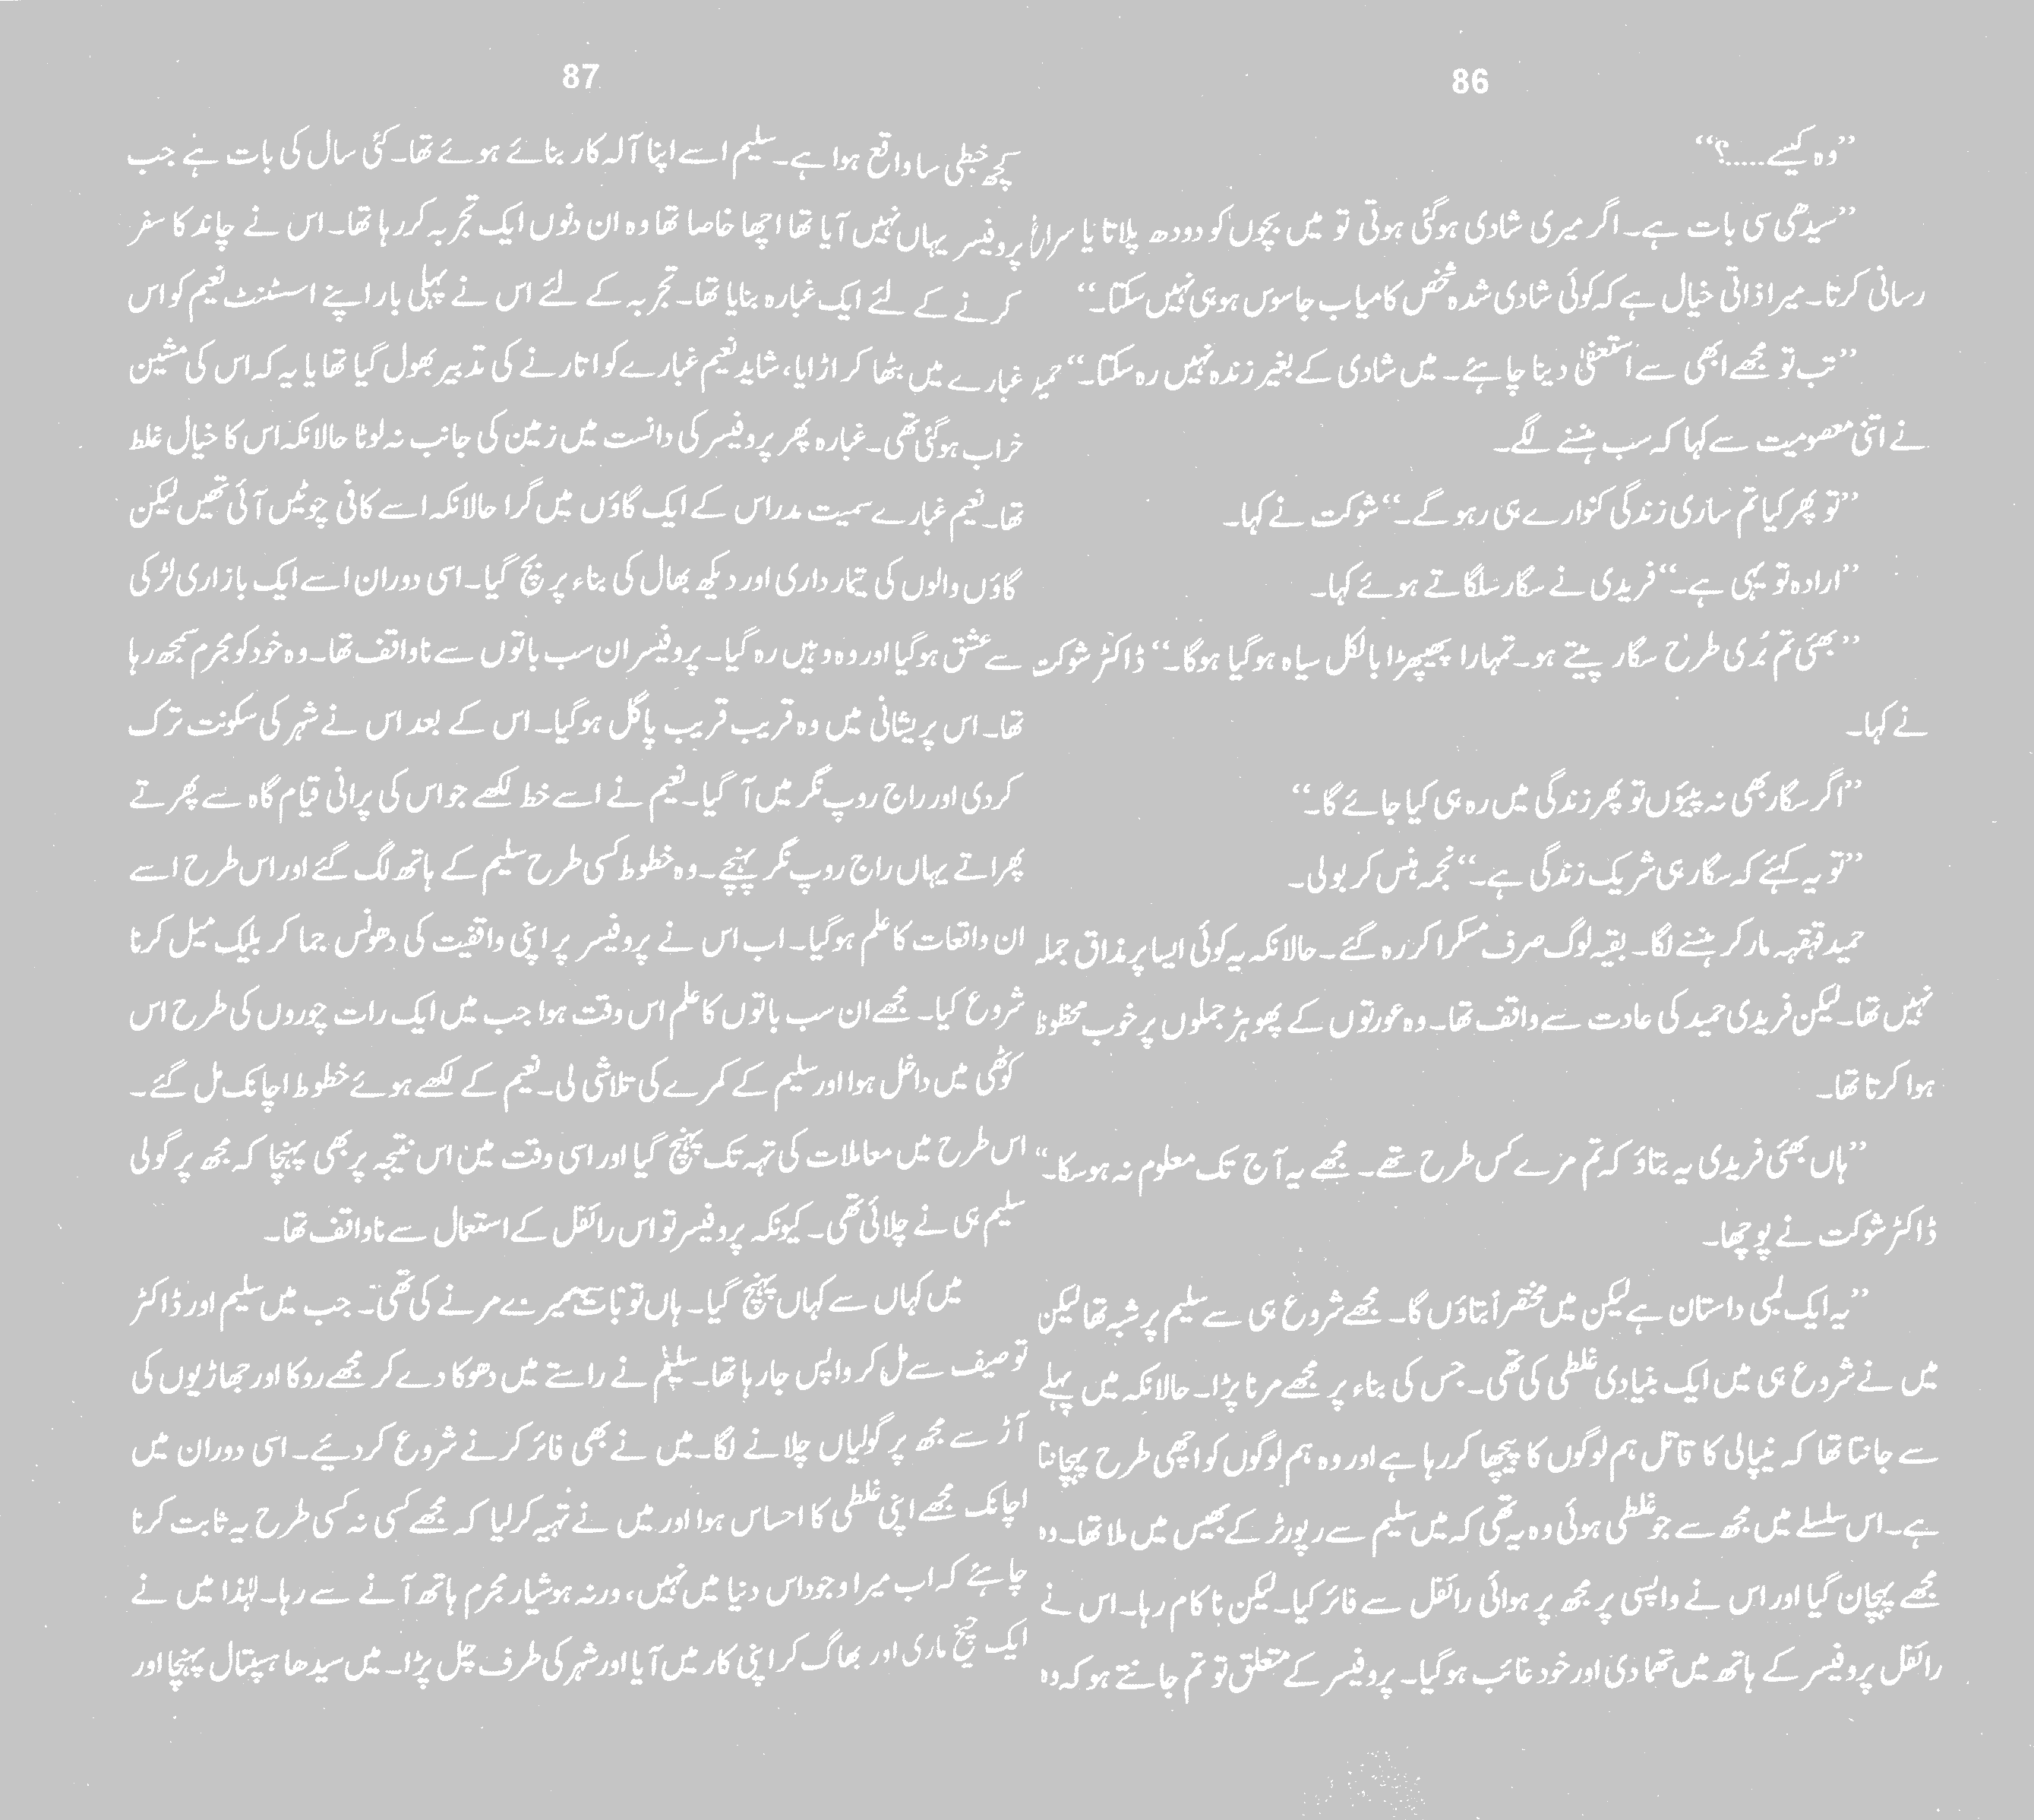 86
’’وہ کیسے.....؟‘‘
’’سیدھی سی بات ہے۔ اگر میری شادی ہوگئی ہوتی تو میں بچوں کو دودھ پلاتا یا سراغ
رسانی کرتا۔ میرا ذاتی خیال ہے کہ کوئی شادی شدہ شخص کامیاب جاسوس ہو ہی نہیں سکتا۔‘‘
’’تب تو مجھے ابھی سے استعفیٰ دینا چاہئے۔ میں شادی کے بغیر زندہ نہیں رہ سکتا۔‘‘ حمید
نے اتنی معصومیت سے کہا کہ سب ہنسنے لگے۔
’’تو پھر کیا تم ساری زندگی کنوارے ہی رہو گے۔‘‘ شوکت نے کہا۔
’’ارادہ تو یہی ہے۔‘‘ فریدی نے سگار سلگاتے ہوئے کہا۔
’’بھئی تم بُری طرح سگار پیتے ہو۔ تمہارا پھیپھڑا بالکل سیاہ ہوگیا ہوگا۔‘‘ ڈاکٹر شوکت
نے کہا۔
’’اگر سگار بھی نہ پیئوں تو پھر زندگی میں رہ ہی کیا جائے گا۔‘‘
’’تو یہ کہئے کہ سگار ہی شریک زندگی ہے۔‘‘ نجمہ ہنس کر بولی۔
حمید قہقہہ مار کر ہنسنے لگا۔ بقیہ لوگ صرف مسکرا کر رہ گئے۔ حالانکہ یہ کوئی ایسا پرمذاق جملہ
نہیں تھا۔ لیکن فریدی حمید کی عادت سے واقف تھا۔ وہ عورتوں کے پھوہڑ جملوں پر خوب محظوظ
ہوا کرتا تھا۔
’’ہاں بھئی فریدی یہ بتاؤ کہ تم مرے کس طرح تھے۔ مجھے یہ آج تک معلوم نہ ہوسکا۔‘‘
ڈاکٹر شوکت نے پوچھا۔
’’یہ ایک لمبی داستان ہے لیکن میں مختصراً بتاؤں گا۔ مجھے شروع ہی سے سلیم پر شبہ تھا لیکن
میں نے شروع ہی میں ایک بنیادی غلطی کی تھی۔ جس کی بناء پر مجھے مرنا پڑا۔ حالانکہ میں پہلے
سے جانتا تھا کہ نیپالی کا قاتل ہم لوگوں کا پیچھا کر رہا ہے اور وہ ہم لوگوں کو اچھی طرح پہچانتا
ہے۔ اس سلسلے میں مجھ سے جو غلطی ہوئی وہ یہ تھی کہ میں سلیم سے رپورٹر کے بھیس میں ملا تھا۔ وہ
مجھے پہچان گیا اور اس نے واپسی پر مجھ پر ہوائی رائفل سے فائر کیا۔ لیکن ناکام رہا۔ اس نے
رائفل پروفیسر کے ہاتھ میں تھما دی اور خود غائب ہوگیا۔ پروفیسر کے متعلق تو تم جانتے ہو کہ وہ
87
کچھ خبطی سا واقع ہوا ہے۔ سلیم اسے اپنا آلہ کار بنائے ہوئے تھا۔ کئی سال کی بات ہے جب
پروفیسر یہاں نہیں آیا تھا اچھا خاصا تھا وہ ان دنوں ایک تجربہ کر رہا تھا۔ اس نے چاند کا سفر
کرنے کے لئے ایک غبارہ بنایا تھا۔ تجربہ کے لئے اس نے پہلی بار اپنے اسسٹنٹ نعیم کو اس
غبارے میں بٹھا کر اڑایا، شاید نعیم غبارے کو اتارنے کی تدبیر بھول گیا تھا یا یہ کہ اس کی مشین
خراب ہوگئی تھی۔ غبارہ پھر پروفیسر کی دانست میں زمین کی جانب نہ لوٹا حالانکہ اس کا خیال غلط
تھا۔ نعیم غبارے سمیت مدراس کے ایک گاؤں میں گرا حالانکہ اسے کافی چوٹیں آئی تھیں لیکن
گاؤں والوں کی تیمارداری اور دیکھ بھال کی بناء پر بچ گیا۔ اسی دوران اسے ایک بازاری لڑکی
سے عشق ہوگیا اور وہ وہیں رہ گیا۔ پروفیسر ان سب باتوں سے ناواقف تھا۔ وہ خود کو مجرم سمجھ رہا
تھا۔ اس پریشانی میں وہ قریب قریب پاگل ہوگیا۔ اس کے بعد اس نے شہر کی سکونت ترک
کردی اور راج روپ نگر میں آ گیا۔ نعیم نے اسے خط لکھے جو اس کی پرانی قیام گاہ سے پھرتے
پھراتے یہاں راج روپ نگر پہنچے۔ وہ خطوط کسی طرح سلیم کے ہاتھ لگ گئے اور اس طرح اسے
ان واقعات کا علم ہوگیا۔ اب اس نے پروفیسر پر اپنی واقفیت کی دھونس جما کر بلیک میل کرنا
شروع کیا۔ مجھے ان سب باتوں کا علم اس وقت ہوا جب میں ایک رات چوروں کی طرح اس
کوٹھی میں داخل ہوا اور سلیم کے کمرے کی تلاشی لی۔ نعیم کے لکھے ہوئے خطوط اچانک مل گئے۔
اس طرح میں معاملات کی تہہ تک پہنچ گیا اور اسی وقت میں اس نتیجہ پر بھی پہنچا کہ مجھ پر گولی
سلیم ہی نے چلائی تھی۔ کیونکہ پروفیسر تو اس رائفل کے استعمال سے ناواقف تھا۔
میں کہاں سے کہاں پہنچ گیا۔ ہاں تو بات میرے مرنے کی تھی۔ جب میں سلیم اور ڈاکٹر
توصیف سے مل کر واپس جا رہا تھا۔ سلیم نے راستے میں دھوکا دے کر مجھے روکا اور جھاڑیوں کی
آڑ سے مجھ پر گولیاں چلانے لگا۔ میں نے بھی فائر کرنے شروع کردیئے۔ اسی دوران میں
اچانک مجھے اپنی غلطی کا احساس ہوا اور میں نے تہیہ کرلیا کہ مجھے کسی نہ کسی طرح یہ ثابت کرنا
چاہئے کہ اب میرا وجود اس دنیا میں نہیں، ورنہ ہوشیار مجرم ہاتھ آنے سے رہا۔ لہٰذا میں نے
ایک چیخ ماری اور بھاگ کر اپنی کار میں آیا اور شہر کی طرف چل پڑا۔ میں سیدھا ہسپتال پہنچا اور